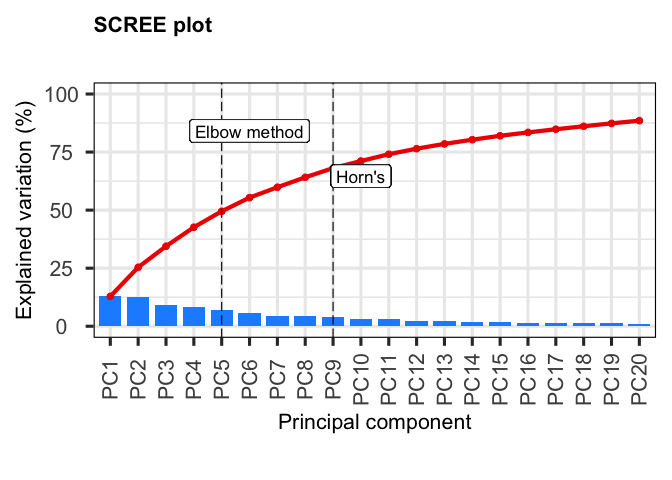 SCREE plot
Explained variation (%)
100
75
50
25
0
Elbow method
Horn's
PC1
PC2
PC3
PC4
PC5
PC6
PC7
PC8
PC9
PC10
PC11
PC12
PC13
PC14
PC15
PC16
PC17
PC18
PC19
PC20
Principal component